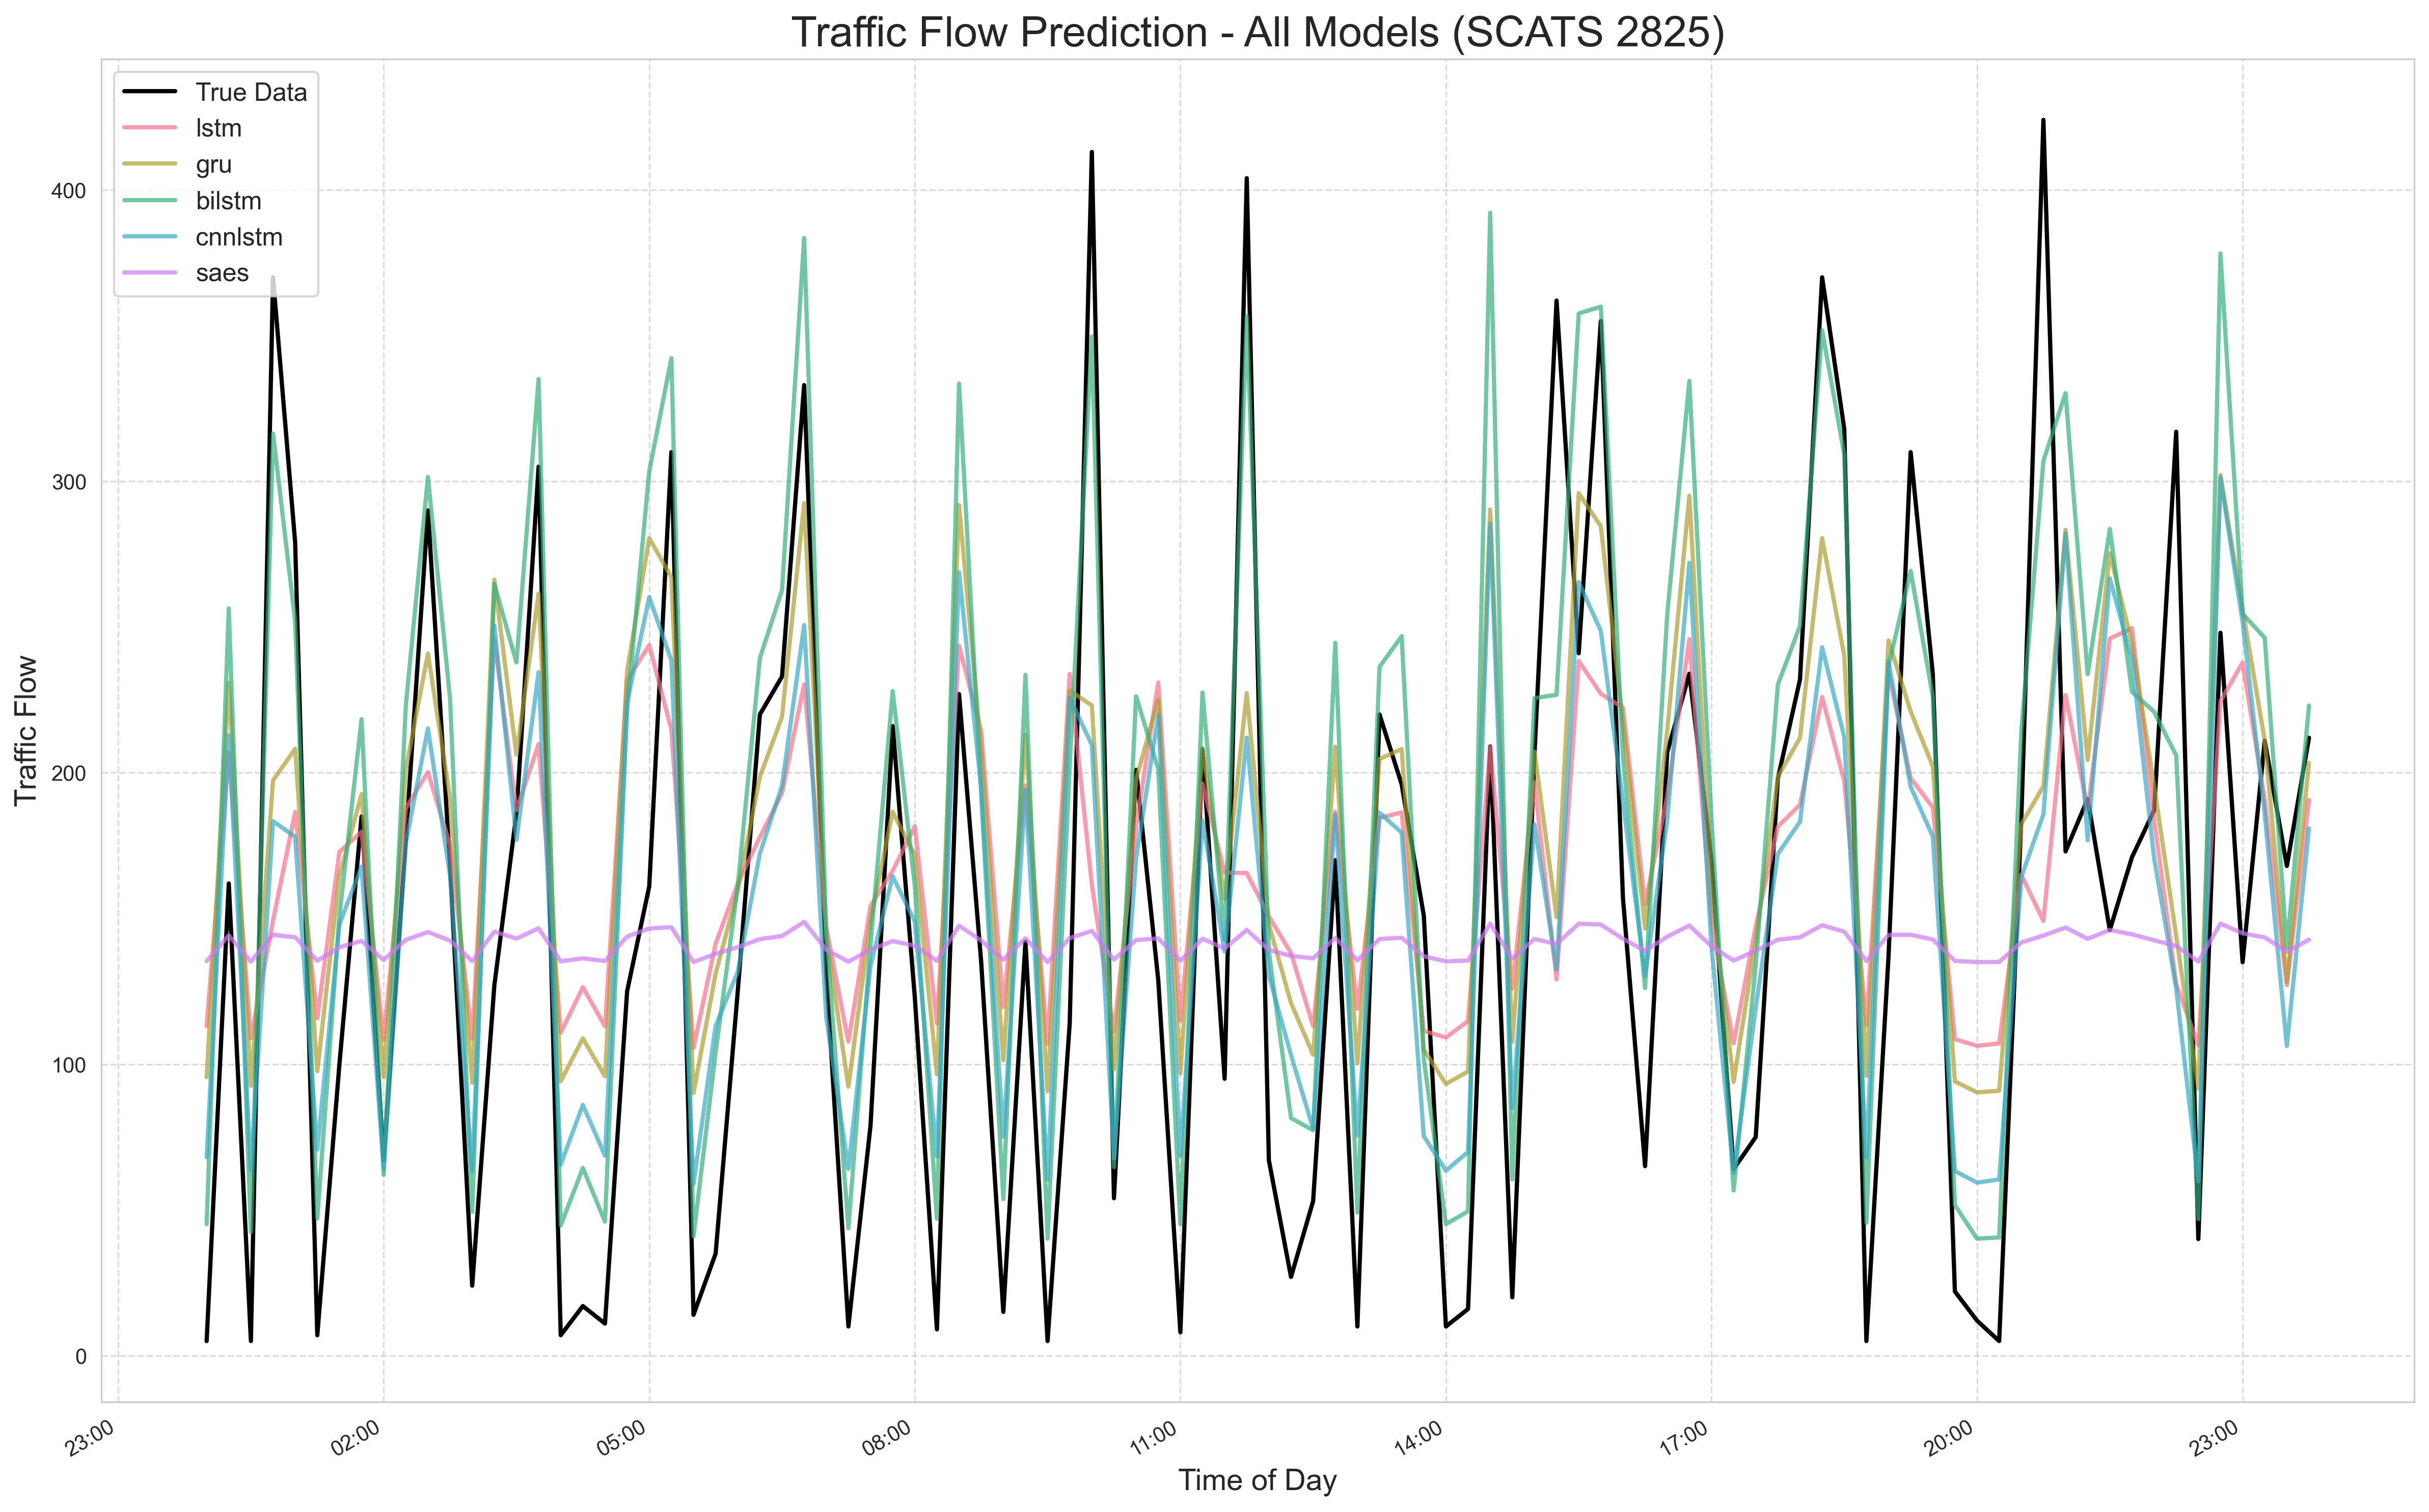 Traffic Flow Prediction - All Models (SCATS 2825)
True Data
lstm
gru
bilstm
cnnlstm
saes
Traffic Flow
400
300
200
100
0
23:00
02:00
05:00
08:00
11:00
14:00
17:00
20:00
23:00
Time of Day